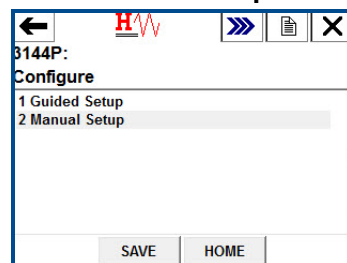 H
3144P:
Configure
1 Guided Setup
2 Manual Setup
SAVE HOME